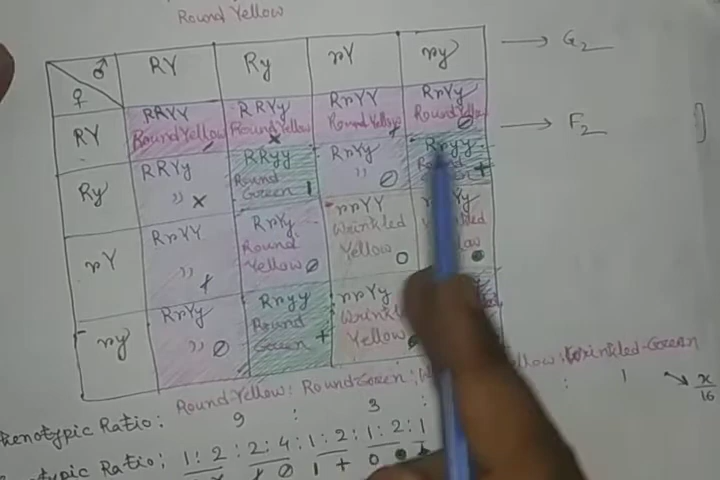 Round Yellow
♂ RY Ry rY ry → G2
♀
RY RRYY Round Yellow RRYy Round Yellow × RrYY Round Yellow RrYy Round Yellow → F2
Ry RRYy ,, × RRyy Round Green RrYy ,, Rryy +
rY RrYY ,, RrYy Round Yellow rrYY Wrinkled Yellow
ry RrYy ,, Rryy Round Green + rrYy Wrinkled Yellow
Round Yellow : Round Green : : Wrinkled-Green
Ratio : 9 : 3 : : 1 x/16
Ratio : 1 : 2 : 2 : 4 : 1 : 2 : 1 : 2 : 1